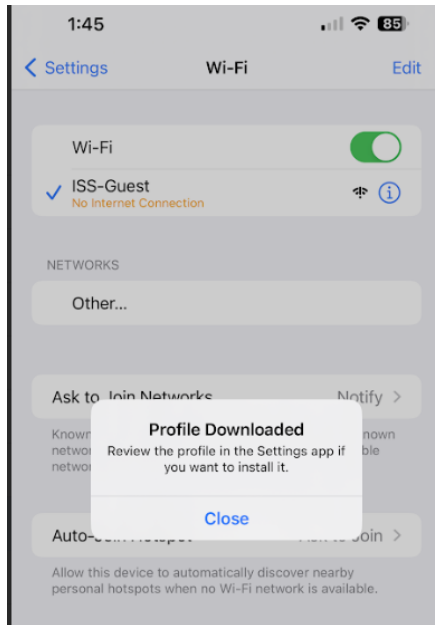 1:45
85
Settings
Wi-Fi
Edit
Wi-Fi
ISS-Guest
No Internet Connection
NETWORKS
Other...
Ask to Join Networks
Notify
Profile Downloaded
Review the profile in the Settings app if
you want to install it.
Close
Known
nown
networ
ble
networ
Auto-
Join
Allow this device to automatically discover nearby
personal hotspots when no Wi-Fi network is available.